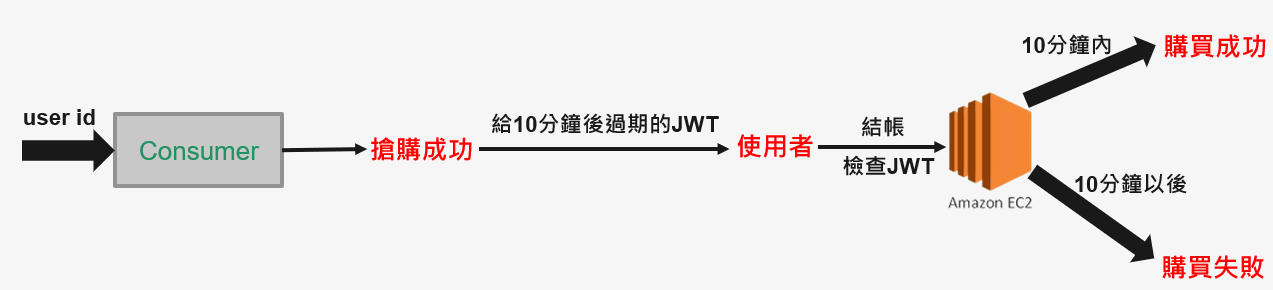 user id
Consumer
搶購成功
給10分鐘後過期的JWT
使用者
結帳
檢查JWT
Amazon EC2
10分鐘內
購買成功
10分鐘以後
購買失敗